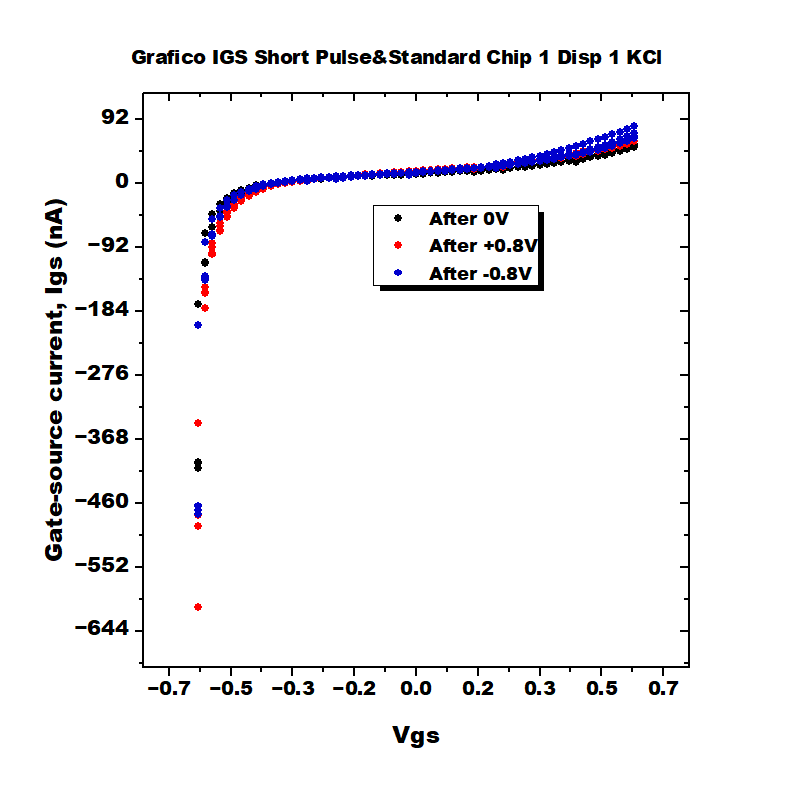 Grafico IGS Short Pulse&Standard Chip 1 Disp 1 KCl
92
0
−92
−184
−276
−368
−460
−552
−644
Gate-source current, Igs (nA)
After 0V
After +0.8V
After -0.8V
−0.7 −0.5 −0.3 −0.2 0.0 0.2 0.3 0.5 0.7
Vgs